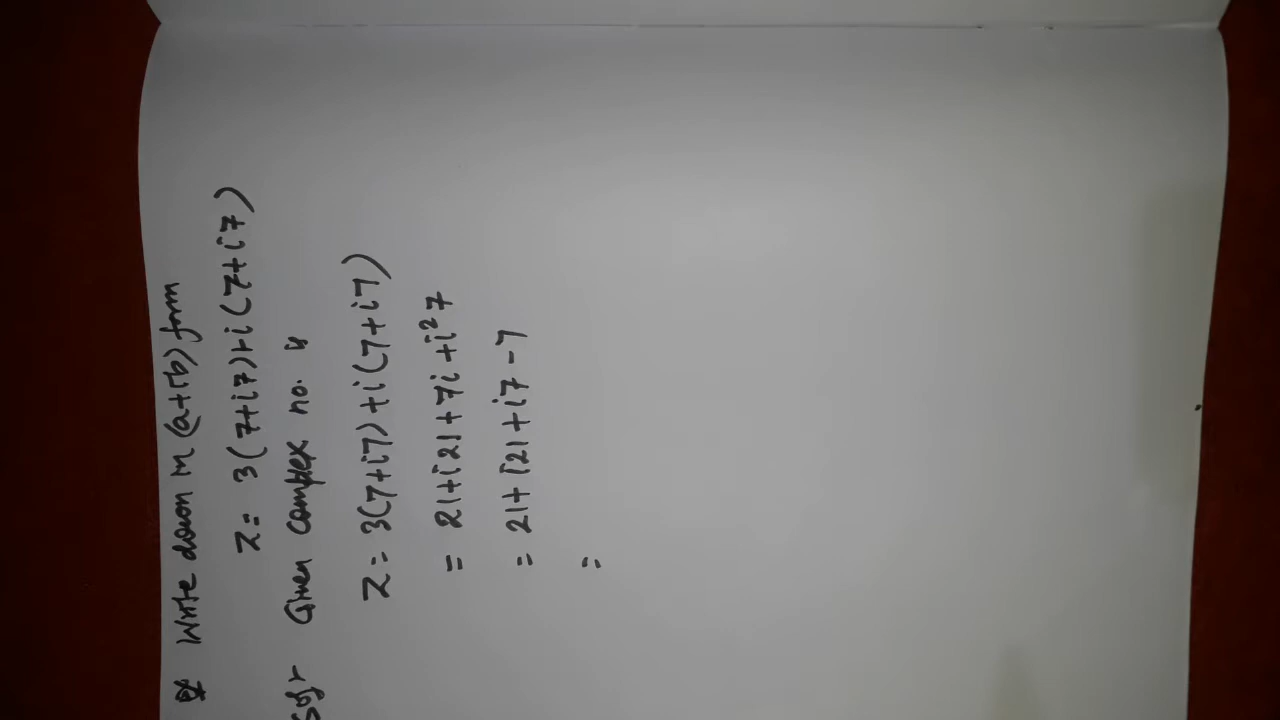 Q Write down in (a+ib) form
z = 3(7+i7)+i(7+i7)
Sol:- Given complex no. is
z = 3(7+i7)+i(7+i7)
= 21+i21+7i+i²7
= 21+i21+i7-7
=